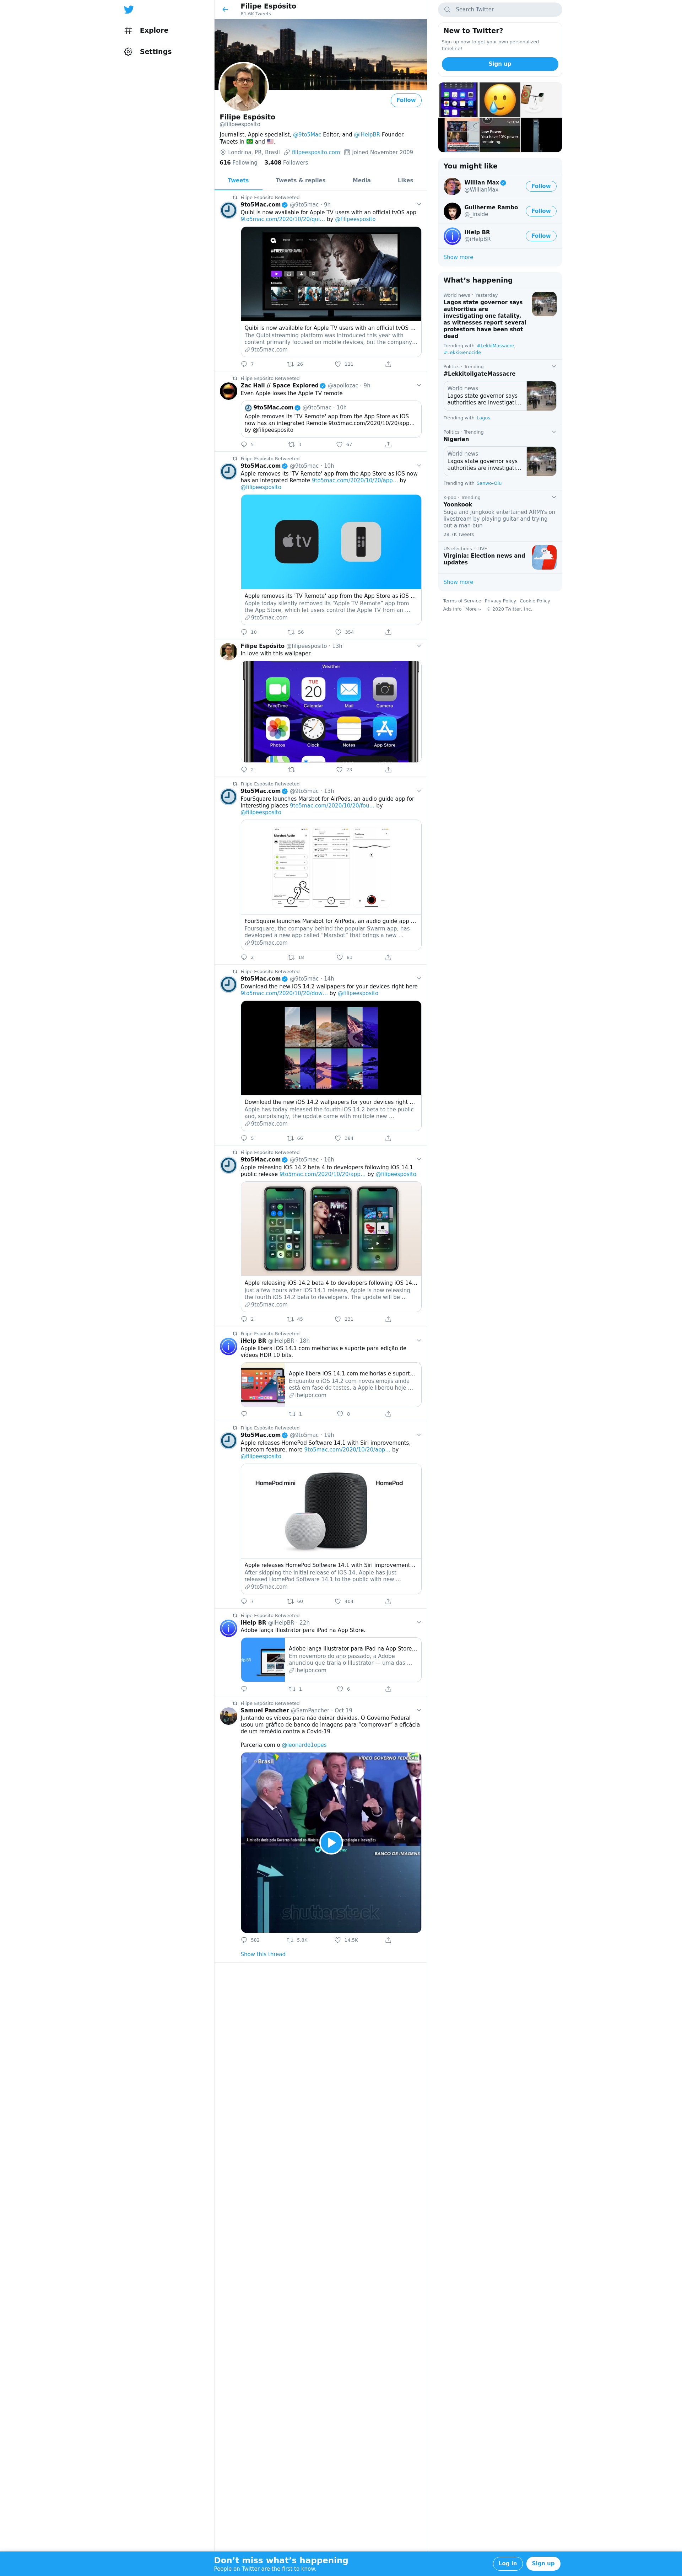 Explore
Settings
Filipe Espósito
81.6K Tweets
Follow
Filipe Espósito
@filipeesposito
Journalist, Apple specialist, @9to5Mac Editor, and @iHelpBR Founder.
Tweets in 🇧🇷 and 🇺🇸.
Londrina, PR, Brasil filipeesposito.com Joined November 2009
616 Following 3,408 Followers
Tweets Tweets & replies Media Likes
Filipe Espósito Retweeted
9to5Mac.com @9to5mac · 9h
Quibi is now available for Apple TV users with an official tvOS app
9to5mac.com/2020/10/20/qui… by @filipeesposito
#FREERAYSHAWN
Quibi is now available for Apple TV users with an official tvOS …
The Quibi streaming platform was introduced this year with
content primarily focused on mobile devices, but the company…
9to5mac.com
7 26 121
Filipe Espósito Retweeted
Zac Hall // Space Explored @apollozac · 9h
Even Apple loses the Apple TV remote
9to5Mac.com @9to5mac · 10h
Apple removes its 'TV Remote' app from the App Store as iOS
now has an integrated Remote 9to5mac.com/2020/10/20/app…
by @filipeesposito
5 3 67
Filipe Espósito Retweeted
9to5Mac.com @9to5mac · 10h
Apple removes its 'TV Remote' app from the App Store as iOS now
has an integrated Remote 9to5mac.com/2020/10/20/app… by
@filipeesposito
tv
Apple removes its 'TV Remote' app from the App Store as iOS …
Apple today silently removed its "Apple TV Remote" app from
the App Store, which let users control the Apple TV from an …
9to5mac.com
10 56 354
Filipe Espósito @filipeesposito · 13h
In love with this wallpaper.
Weather
TUE
20
FaceTime Calendar Mail Camera
Photos Clock Notes App Store
2 23
Filipe Espósito Retweeted
9to5Mac.com @9to5mac · 13h
FourSquare launches Marsbot for AirPods, an audio guide app for
interesting places 9to5mac.com/2020/10/20/fou… by
@filipeesposito
Marsbot Audio
FourSquare launches Marsbot for AirPods, an audio guide app …
Foursquare, the company behind the popular Swarm app, has
developed a new app called "Marsbot" that brings a new …
9to5mac.com
2 18 83
Filipe Espósito Retweeted
9to5Mac.com @9to5mac · 14h
Download the new iOS 14.2 wallpapers for your devices right here
9to5mac.com/2020/10/20/dow… by @filipeesposito
Download the new iOS 14.2 wallpapers for your devices right …
Apple has today released the fourth iOS 14.2 beta to the public
and, surprisingly, the update came with multiple new …
9to5mac.com
5 66 384
Filipe Espósito Retweeted
9to5Mac.com @9to5mac · 16h
Apple releasing iOS 14.2 beta 4 to developers following iOS 14.1
public release 9to5mac.com/2020/10/20/app… by @filipeesposito
Apple releasing iOS 14.2 beta 4 to developers following iOS 14…
Just a few hours after iOS 14.1 release, Apple is now releasing
the fourth iOS 14.2 beta to developers. The update will be …
9to5mac.com
2 45 231
Filipe Espósito Retweeted
iHelp BR @iHelpBR · 18h
Apple libera iOS 14.1 com melhorias e suporte para edição de
vídeos HDR 10 bits.
Apple libera iOS 14.1 com melhorias e suport…
Enquanto o iOS 14.2 com novos emojis ainda
está em fase de testes, a Apple liberou hoje …
ihelpbr.com
1 8
Filipe Espósito Retweeted
9to5Mac.com @9to5mac · 19h
Apple releases HomePod Software 14.1 with Siri improvements,
Intercom feature, more 9to5mac.com/2020/10/20/app… by
@filipeesposito
HomePod mini HomePod
Apple releases HomePod Software 14.1 with Siri improvement…
After skipping the initial release of iOS 14, Apple has just
released HomePod Software 14.1 to the public with new …
9to5mac.com
7 60 404
Filipe Espósito Retweeted
iHelp BR @iHelpBR · 22h
Adobe lança Illustrator para iPad na App Store.
Adobe lança Illustrator para iPad na App Store…
Em novembro do ano passado, a Adobe
anunciou que traria o Illustrator — uma das …
ihelpbr.com
1 6
Filipe Espósito Retweeted
Samuel Pancher @SamPancher · Oct 19
Juntando os vídeos para não deixar dúvidas. O Governo Federal
usou um gráfico de banco de imagens para "comprovar" a eficácia
de um remédio contra a Covid-19.
Parceria com o @leonardo1opes
Brasil
VÍDEO GOVERNO FEDERAL
BANCO DE IMAGENS
shutterstock
582 5.8K 14.5K
Show this thread
Search Twitter
New to Twitter?
Sign up now to get your own personalized
timeline!
Sign up
Low Power
You have 10% power
remaining.
You might like
Willian Max
@WillianMax
Follow
Guilherme Rambo
@_inside
Follow
iHelp BR
@iHelpBR
Follow
Show more
What's happening
World news · Yesterday
Lagos state governor says
authorities are
investigating one fatality,
as witnesses report several
protestors have been shot
dead
Trending with #LekkiMassacre,
#LekkiGenocide
Politics · Trending
#LekkitollgateMassacre
World news
Lagos state governor says
authorities are investigati…
Trending with Lagos
Politics · Trending
Nigerian
World news
Lagos state governor says
authorities are investigati…
Trending with Sanwo-Olu
K-pop · Trending
Yoonkook
Suga and Jungkook entertained ARMYs on
livestream by playing guitar and trying
out a man bun
28.7K Tweets
US elections · LIVE
Virginia: Election news and
updates
Show more
Terms of Service Privacy Policy Cookie Policy
Ads info More © 2020 Twitter, Inc.
Don't miss what's happening
People on Twitter are the first to know.
Log in Sign up